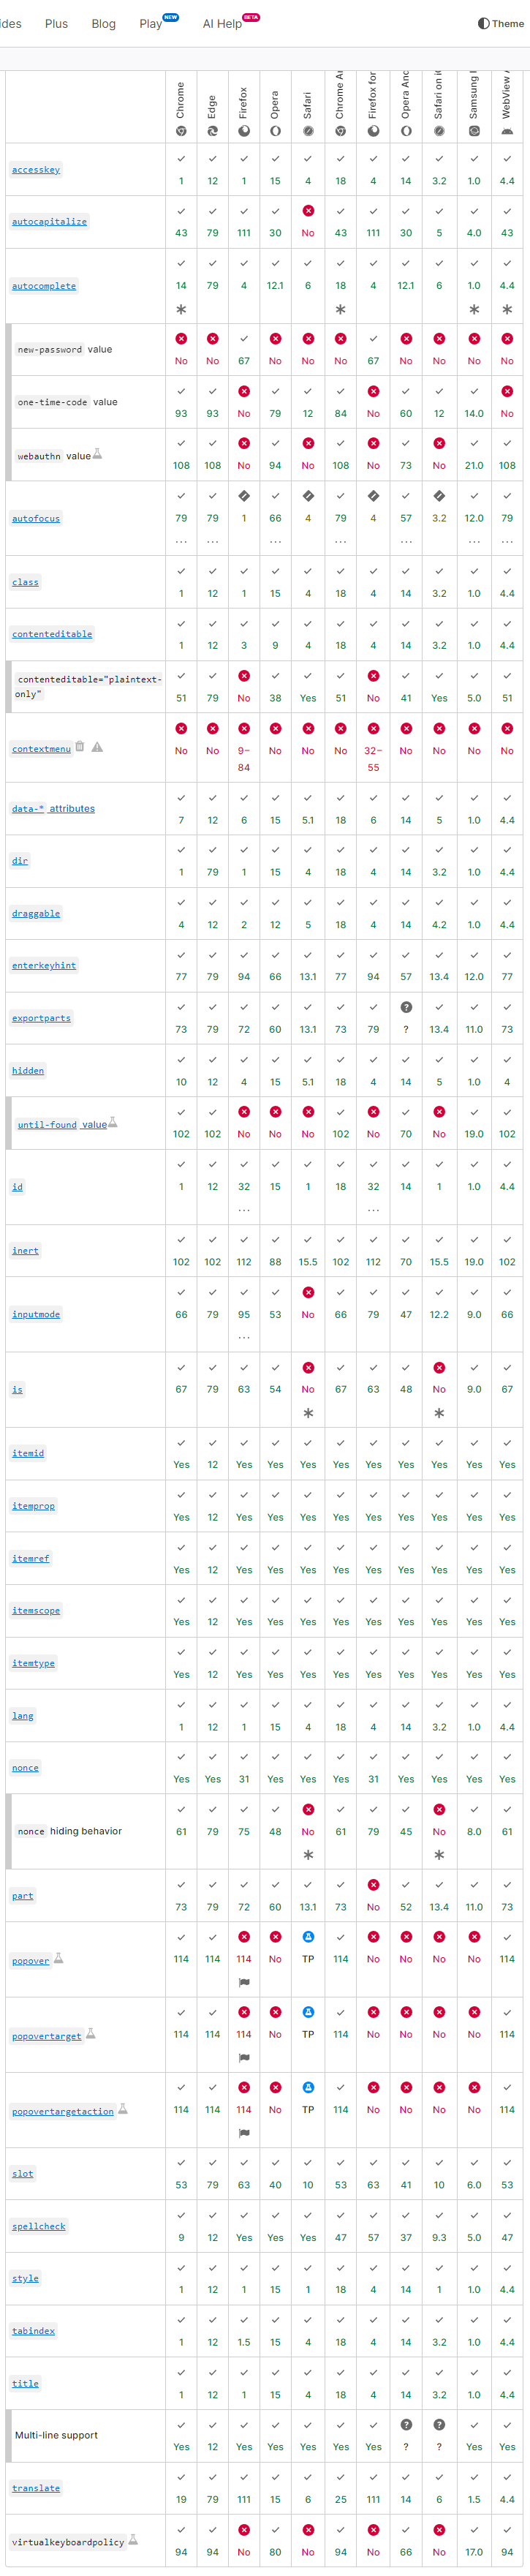 ides Plus Blog Play NEW AI Help BETA Theme
Chrome Edge Firefox Opera Safari Chrome Firefox for Opera Safari on Samsung WebView
accesskey 1 12 1 15 4 18 4 14 3.2 1.0 4.4
autocapitalize 43 79 111 30 No 43 111 30 5 4.0 43
autocomplete 14 79 4 12.1 6 18 4 12.1 6 1.0 4.4
* * * *
new-password value No No 67 No No No 67 No No No No
one-time-code value 93 93 No 79 12 84 No 60 12 14.0 No
webauthn value 108 108 No 94 No 108 No 73 No 21.0 108
autofocus 79 79 1 66 4 79 4 57 3.2 12.0 79
... ... ... ... ... ... ...
class 1 12 1 15 4 18 4 14 3.2 1.0 4.4
contenteditable 1 12 3 9 4 18 4 14 3.2 1.0 4.4
contenteditable="plaintext-
only" 51 79 No 38 Yes 51 No 41 Yes 5.0 51
contextmenu No No 9–84 No No No 32–55 No No No No
data-* attributes 7 12 6 15 5.1 18 6 14 5 1.0 4.4
dir 1 79 1 15 4 18 4 14 3.2 1.0 4.4
draggable 4 12 2 12 5 18 4 14 4.2 1.0 4.4
enterkeyhint 77 79 94 66 13.1 77 94 57 13.4 12.0 77
exportparts 73 79 72 60 13.1 73 79 ? 13.4 11.0 73
hidden 10 12 4 15 5.1 18 4 14 5 1.0 4
until-found value 102 102 No No No 102 No 70 No 19.0 102
id 1 12 32 15 1 18 32 14 1 1.0 4.4
... ...
inert 102 102 112 88 15.5 102 112 70 15.5 19.0 102
inputmode 66 79 95 53 No 66 79 47 12.2 9.0 66
...
is 67 79 63 54 No 67 63 48 No 9.0 67
* *
itemid Yes 12 Yes Yes Yes Yes Yes Yes Yes Yes Yes
itemprop Yes 12 Yes Yes Yes Yes Yes Yes Yes Yes Yes
itemref Yes 12 Yes Yes Yes Yes Yes Yes Yes Yes Yes
itemscope Yes 12 Yes Yes Yes Yes Yes Yes Yes Yes Yes
itemtype Yes 12 Yes Yes Yes Yes Yes Yes Yes Yes Yes
lang 1 12 1 15 4 18 4 14 3.2 1.0 4.4
nonce Yes Yes 31 Yes Yes Yes 31 Yes Yes Yes Yes
nonce hiding behavior 61 79 75 48 No 61 79 45 No 8.0 61
* *
part 73 79 72 60 13.1 73 No 52 13.4 11.0 73
popover 114 114 114 No TP 114 No No No No 114
popovertarget 114 114 114 No TP 114 No No No No 114
popovertargetaction 114 114 114 No TP 114 No No No No 114
slot 53 79 63 40 10 53 63 41 10 6.0 53
spellcheck 9 12 Yes Yes Yes 47 57 37 9.3 5.0 47
style 1 12 1 15 1 18 4 14 1 1.0 4.4
tabindex 1 12 1.5 15 4 18 4 14 3.2 1.0 4.4
title 1 12 1 15 4 18 4 14 3.2 1.0 4.4
Multi-line support Yes 12 Yes Yes Yes Yes Yes ? ? Yes Yes
translate 19 79 111 15 6 25 111 14 6 1.5 4.4
virtualkeyboardpolicy 94 94 No 80 No 94 No 66 No 17.0 94